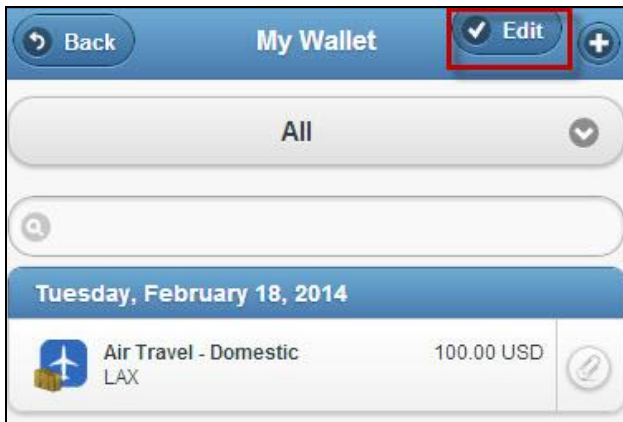 Back My Wallet Edit
All
Tuesday, February 18, 2014
Air Travel - Domestic 100.00 USD
LAX